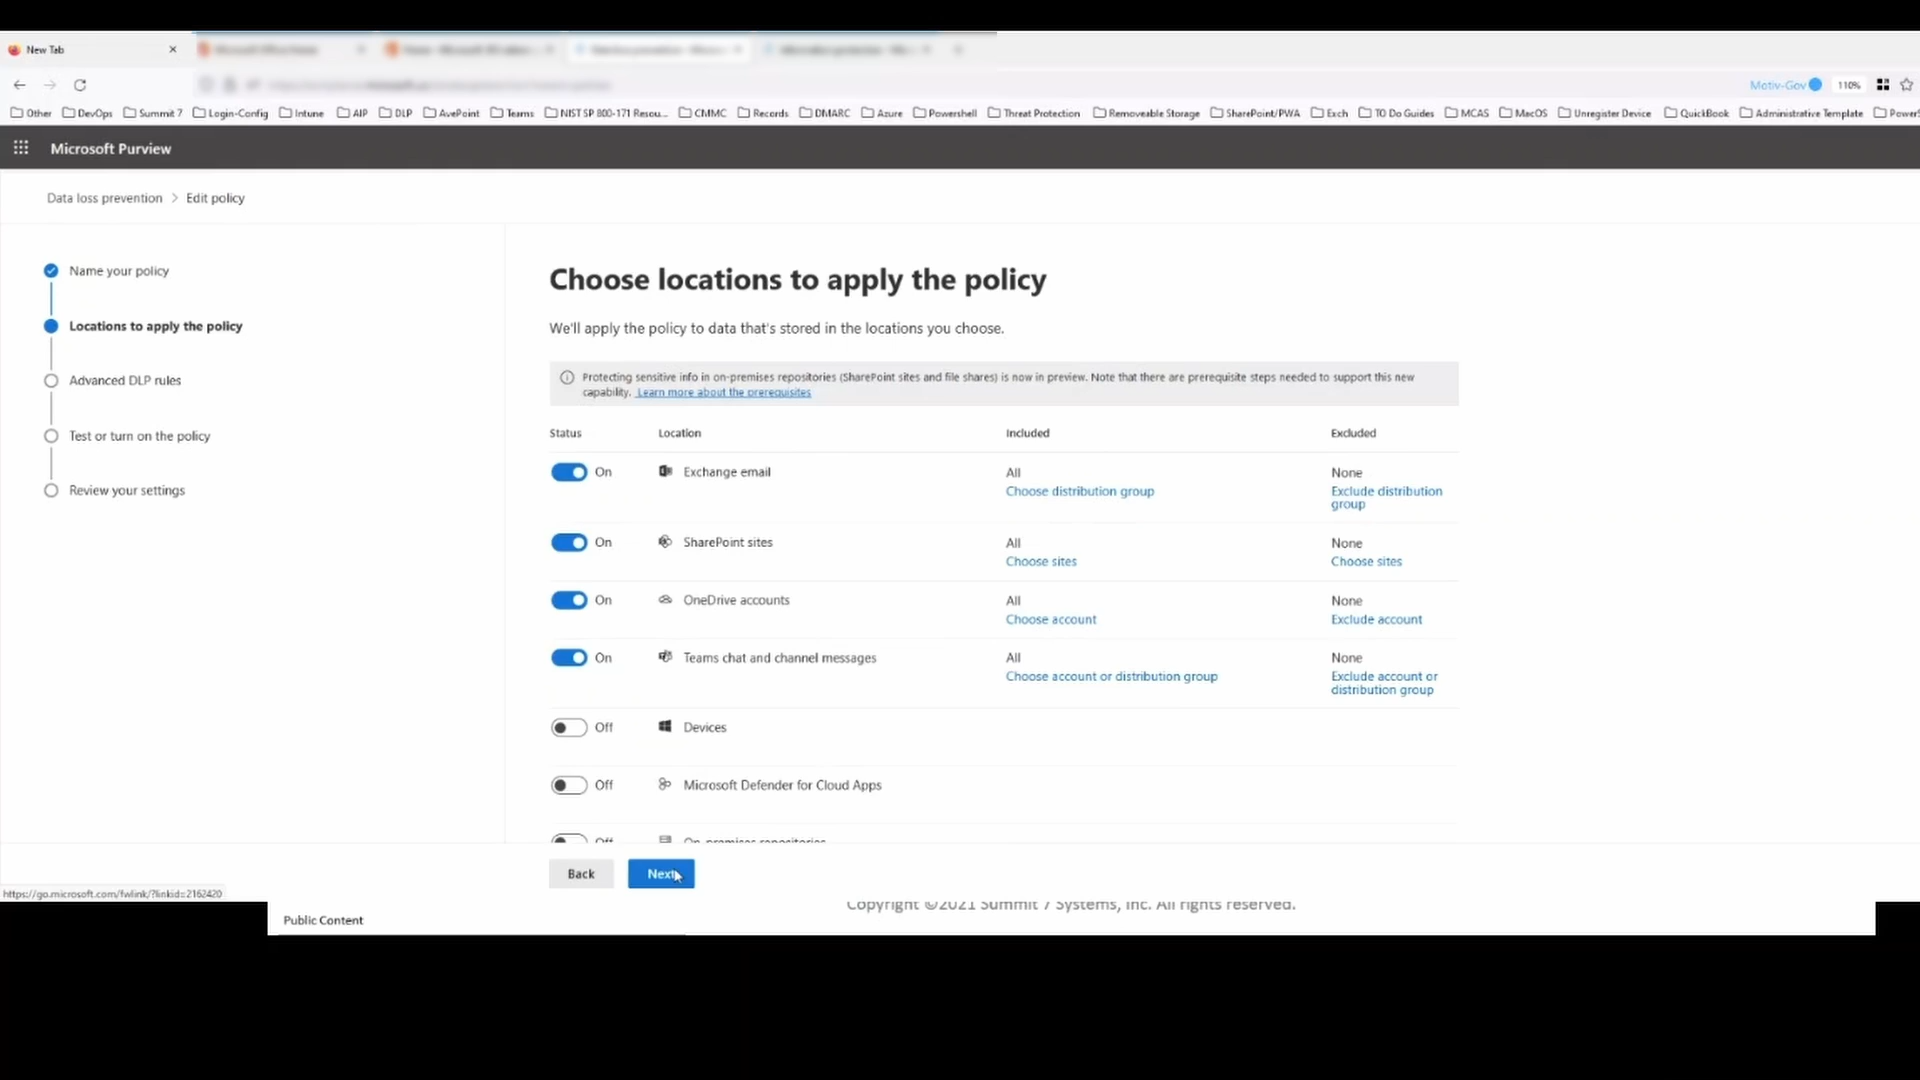 New Tab
Motiv-Gov
110%
Other DevOps Summit 7 Login-Config Intune AIP DLP AvePoint Teams NIST SP 800-171 Resou... CMMC Records DMARC Azure Powershell Threat Protection Removeable Storage SharePoint/PWA Exch TO Do Guides MCAS MacOS Unregister Device QuickBook Administrative Template PowerS
Microsoft Purview
Data loss prevention > Edit policy
Name your policy
Locations to apply the policy
Advanced DLP rules
Test or turn on the policy
Review your settings
Choose locations to apply the policy
We'll apply the policy to data that's stored in the locations you choose.
Protecting sensitive info in on-premises repositories (SharePoint sites and file shares) is now in preview. Note that there are prerequisite steps needed to support this new
capability. Learn more about the prerequisites
Status Location Included Excluded
On Exchange email All None
Choose distribution group Exclude distribution
group
On SharePoint sites All None
Choose sites Choose sites
On OneDrive accounts All None
Choose account Exclude account
On Teams chat and channel messages All None
Choose account or distribution group Exclude account or
distribution group
Off Devices
Off Microsoft Defender for Cloud Apps
Off On-premises repositories
Back Next
https://go.microsoft.com/fwlink/?linkid=2162420
Copyright ©2021 Summit 7 Systems, Inc. All rights reserved.
Public Content